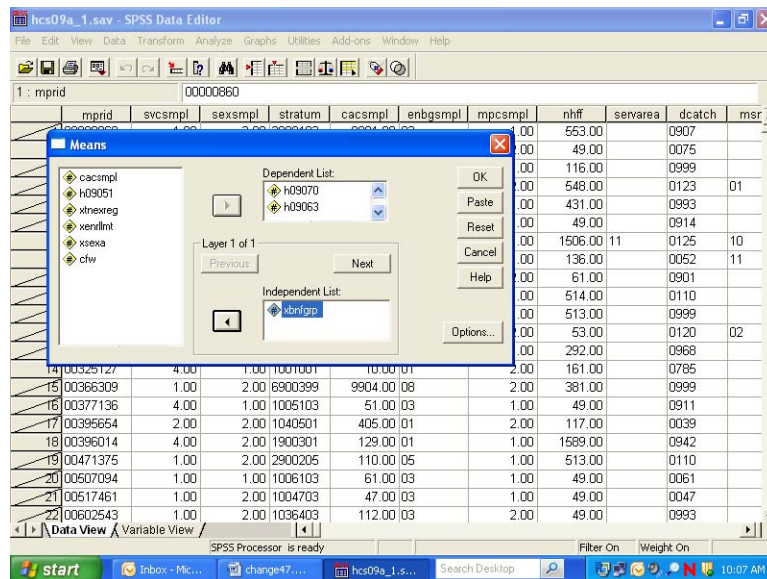 hcs09a_1.sav - SPSS Data Editor
File Edit View Data Transform Analyze Graphs Utilities Add-ons Window Help
1 : mprid 00000860
mprid svcsmpl sexsmpl stratum cacsmpl enbgsmpl mpcsmpl nhff servarea dcatch msr
.00 553.00 0907
.00 49.00 0075
.00 116.00 0999
.00 548.00 0123 01
.00 431.00 0993
.00 49.00 0914
.00 1506.00 11 0125 10
.00 136.00 0052 11
.00 61.00 0901
.00 514.00 0110
.00 513.00 0999
.00 53.00 0120 02
.00 292.00 0968
Means
cacsmpl
h09051
xtnexreg
xenrllmt
xsexa
cfw
Dependent List:
h09070
h09063
Layer 1 of 1
Previous Next
Independent List:
xbnfgrp
OK
Paste
Reset
Cancel
Help
Options...
14 00325127 4.00 1.00 1001001 10.00 01 2.00 161.00 0785
15 00366309 1.00 2.00 6900399 9904.00 08 2.00 381.00 0999
16 00377136 4.00 1.00 1005103 51.00 03 1.00 49.00 0911
17 00395654 2.00 2.00 1040501 405.00 01 2.00 117.00 0039
18 00396014 4.00 2.00 1900301 129.00 01 1.00 1589.00 0942
19 00471375 1.00 2.00 2900205 110.00 05 1.00 513.00 0110
20 00507094 1.00 1.00 1006103 61.00 03 1.00 49.00 0061
21 00517461 1.00 2.00 1004703 47.00 03 1.00 49.00 0047
22 00602543 1.00 2.00 1036403 112.00 03 2.00 49.00 0993
Data View Variable View
SPSS Processor is ready Filter On Weight On
start Inbox - Mic... change47.... hcs09a_1.s... Search Desktop 10:07 AM